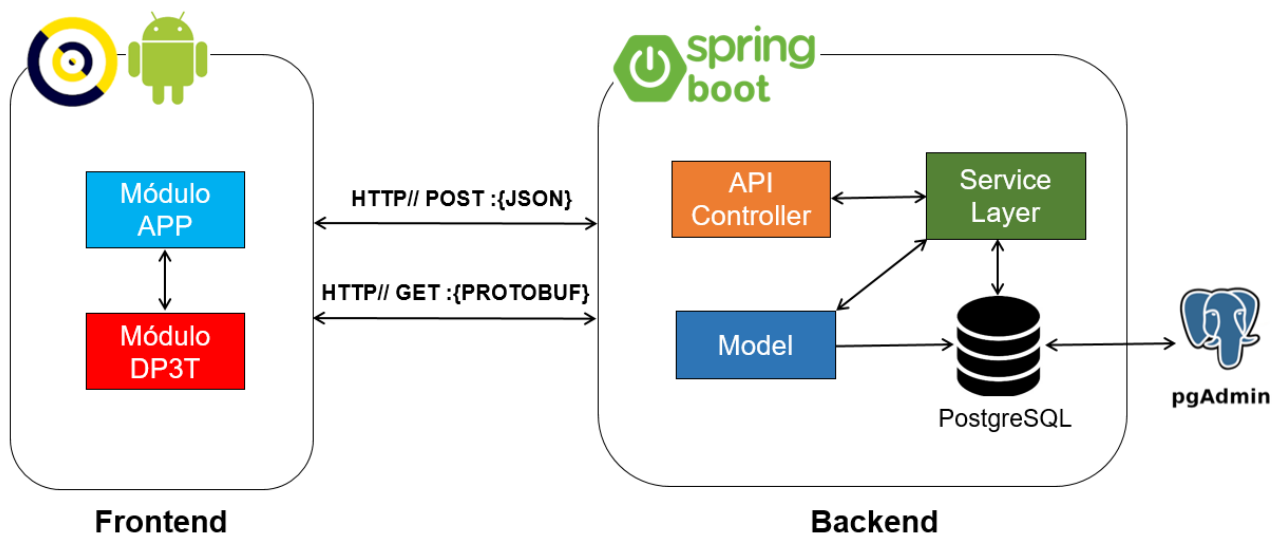 spring
boot
Módulo
APP
Módulo
DP3T
HTTP// POST :{JSON}
HTTP// GET :{PROTOBUF}
API
Controller
Service
Layer
Model
PostgreSQL
pgAdmin
Frontend
Backend